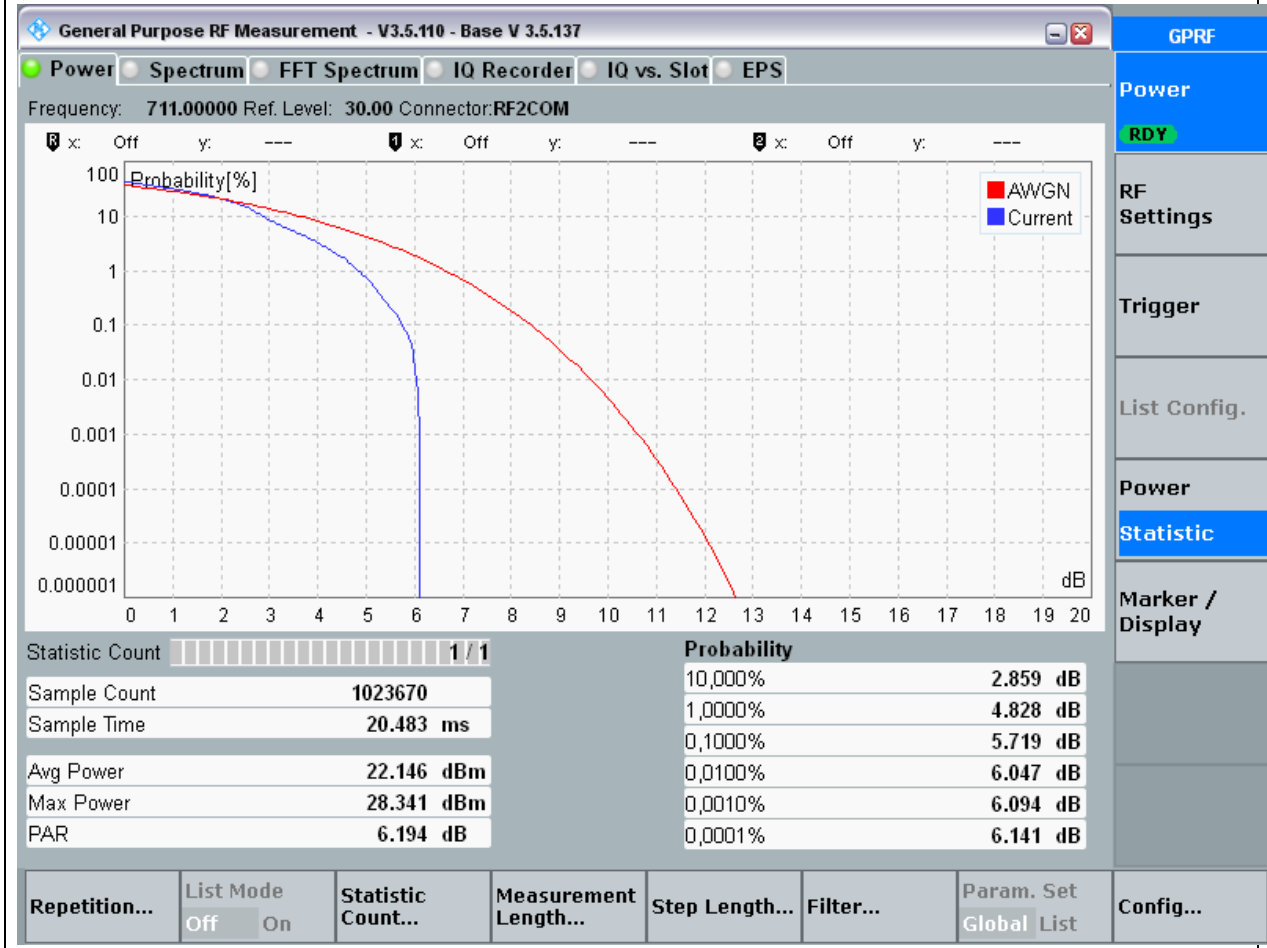 General Purpose RF Measurement - V3.5.110 - Base V 3.5.137
GPRF
Power Spectrum FFT Spectrum IQ Recorder IQ vs. Slot EPS
Frequency: 711.00000 Ref. Level: 30.00 Connector:RF2COM
R x: Off y: --- 1 x: Off y: --- 2 x: Off y: ---
Probability[%]
100
10
1
0.1
0.01
0.001
0.0001
0.00001
0.000001
AWGN
Current
dB
0 1 2 3 4 5 6 7 8 9 10 11 12 13 14 15 16 17 18 19 20
Statistic Count 1 / 1
Sample Count 1023670
Sample Time 20.483 ms
Avg Power 22.146 dBm
Max Power 28.341 dBm
PAR 6.194 dB
Probability
10,000% 2.859 dB
1,0000% 4.828 dB
0,1000% 5.719 dB
0,0100% 6.047 dB
0,0010% 6.094 dB
0,0001% 6.141 dB
Power
RDY
RF
Settings
Trigger
List Config.
Power
Statistic
Marker /
Display
Repetition...
List Mode
Off On
Statistic
Count...
Measurement
Length...
Step Length...
Filter...
Param. Set
Global List
Config...